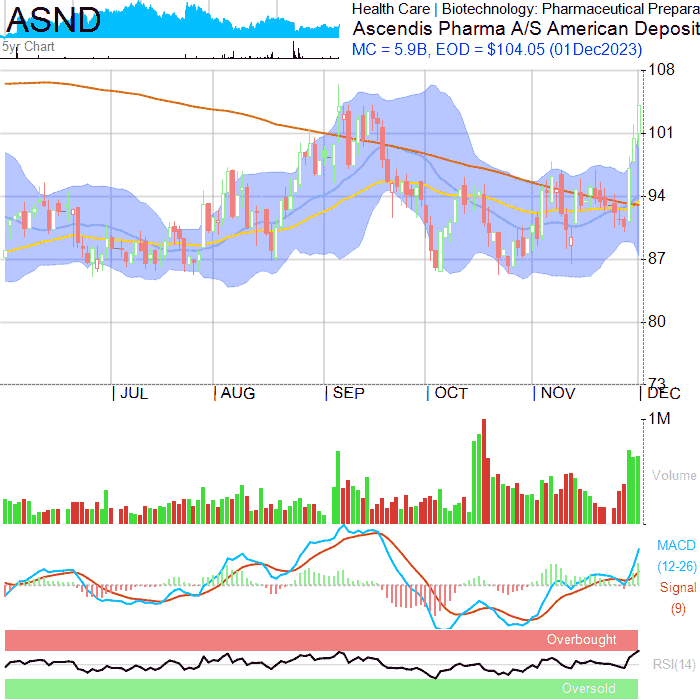 ASND
5yr Chart
Health Care | Biotechnology: Pharmaceutical Prepara
Ascendis Pharma A/S American Deposit
MC = 5.9B, EOD = $104.05 (01Dec2023)
108
101
94
87
80
73
JUL AUG SEP OCT NOV DEC
1M
Volume
MACD
(12-26)
Signal
(9)
Overbought
RSI(14)
Oversold